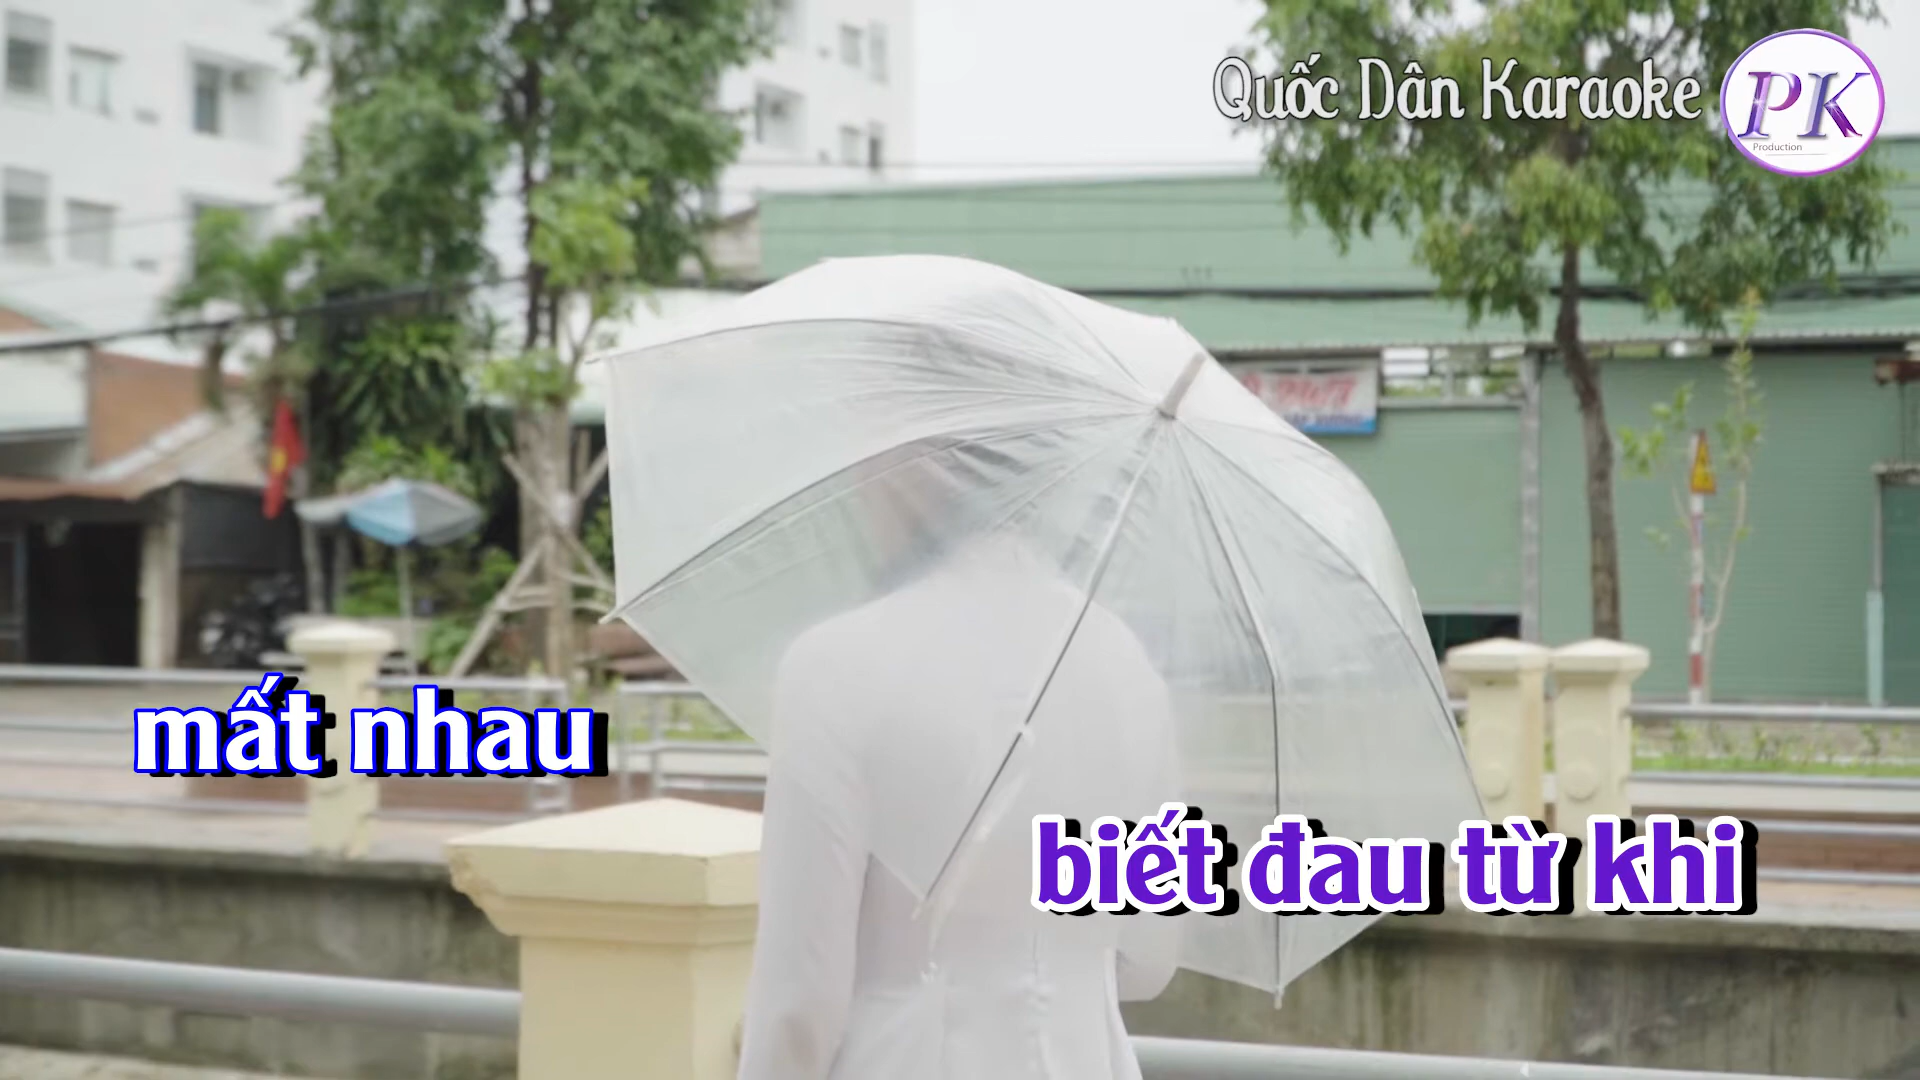 Quốc Dân Karaoke
PK
Production
mất nhau
biết đau từ khi